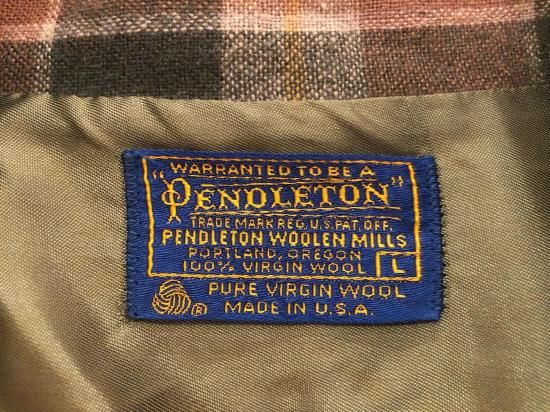 WARRANTED TO BE A
"PENDLETON"
TRADE MARK REG. U.S. PAT. OFF.
PENDLETON WOOLEN MILLS
PORTLAND, OREGON
100% VIRGIN WOOL L
PURE VIRGIN WOOL
® MADE IN U.S.A.